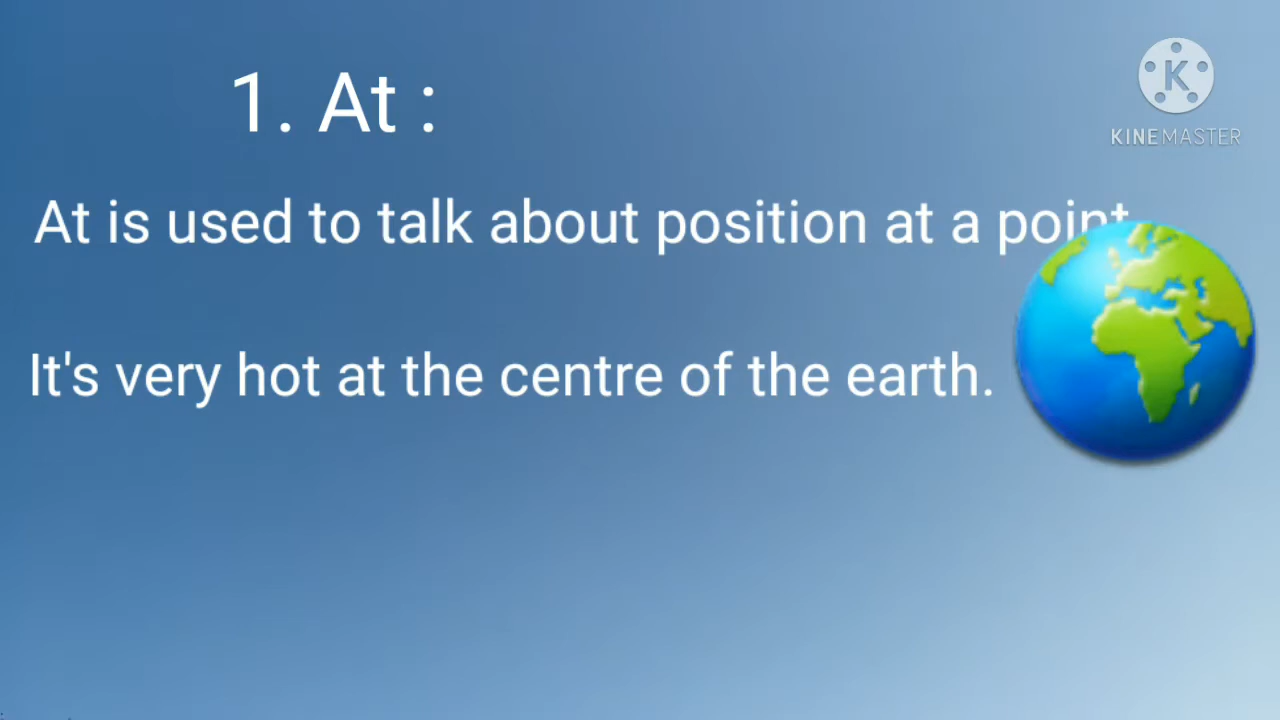 1. At :
K
KINEMASTER
At is used to talk about position at a point
It's very hot at the centre of the earth.